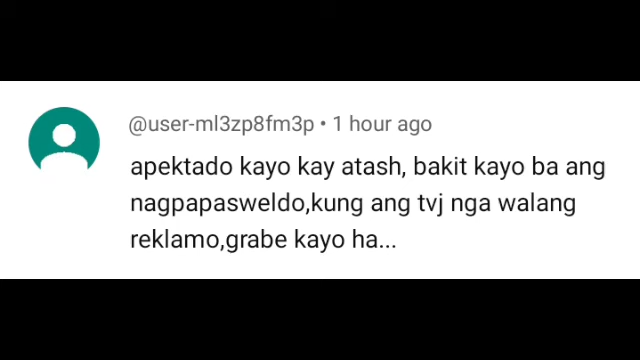 @user-ml3zp8fm3p • 1 hour ago
apektado kayo kay atash, bakit kayo ba ang
nagpapasweldo,kung ang tvj nga walang
reklamo,grabe kayo ha...